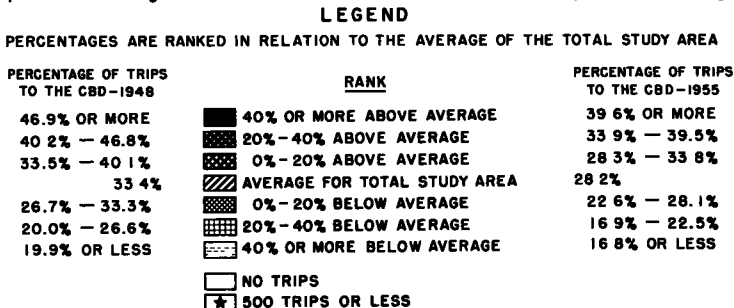 LEGEND
PERCENTAGES ARE RANKED IN RELATION TO THE AVERAGE OF THE TOTAL STUDY AREA
PERCENTAGE OF TRIPS TO THE CBD-1948 RANK PERCENTAGE OF TRIPS TO THE CBD-1955
46.9% OR MORE 40% OR MORE ABOVE AVERAGE 39 6% OR MORE
40 2% — 46.8% 20%-40% ABOVE AVERAGE 33 9% — 39.5%
33.5% — 40 1% 0%-20% ABOVE AVERAGE 28 3% — 33 8%
33 4% AVERAGE FOR TOTAL STUDY AREA 28 2%
26.7% — 33.3% 0%-20% BELOW AVERAGE 22 6% — 28.1%
20.0% — 26.6% 20%-40% BELOW AVERAGE 16 9% — 22.5%
19.9% OR LESS 40% OR MORE BELOW AVERAGE 16 8% OR LESS
NO TRIPS
500 TRIPS OR LESS